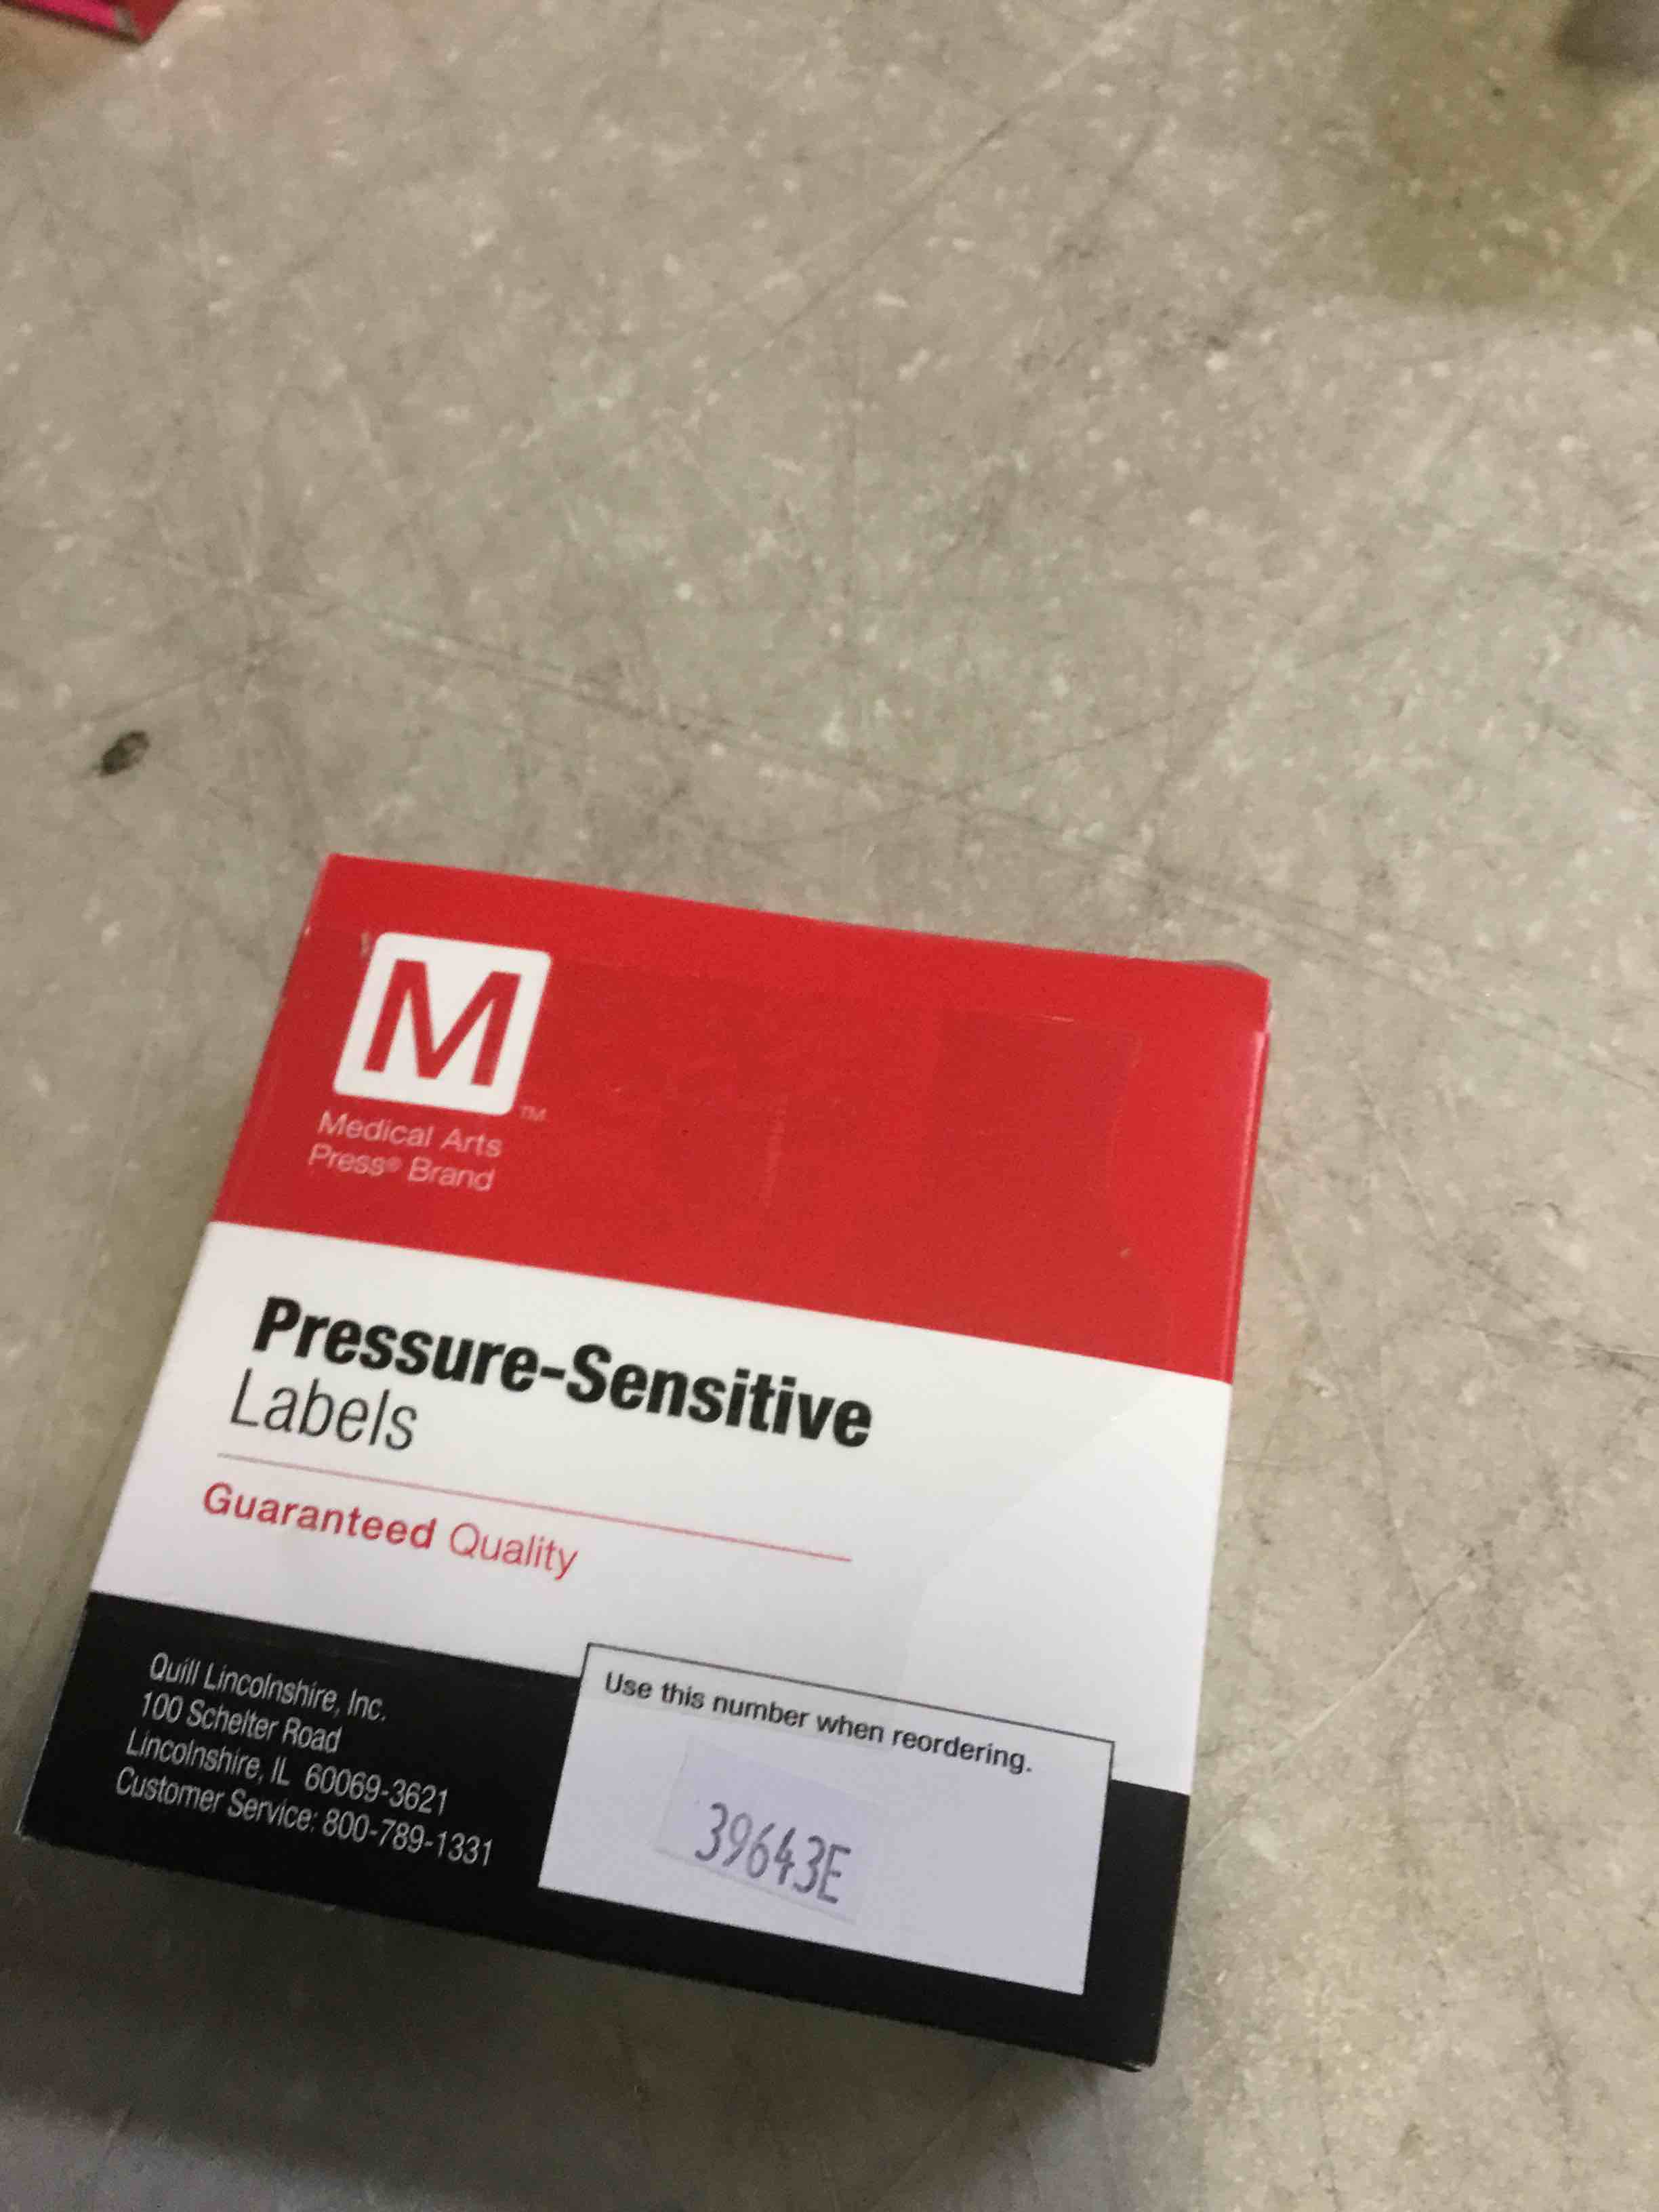 M
™
Medical Arts
Press® Brand
Pressure-Sensitive
Labels
Guaranteed Quality
Quill Lincolnshire, Inc.
100 Schelter Road
Lincolnshire, IL 60069-3621
Customer Service: 800-789-1331
Use this number when reordering.
39643E